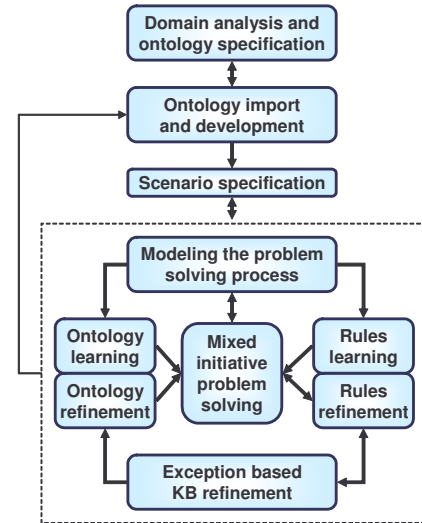 Domain analysis and
ontology specification
Ontology import
and development
Scenario specification
Modeling the problem
solving process
Ontology
learning
Ontology
refinement
Mixed
initiative
problem
solving
Rules
learning
Rules
refinement
Exception based
KB refinement